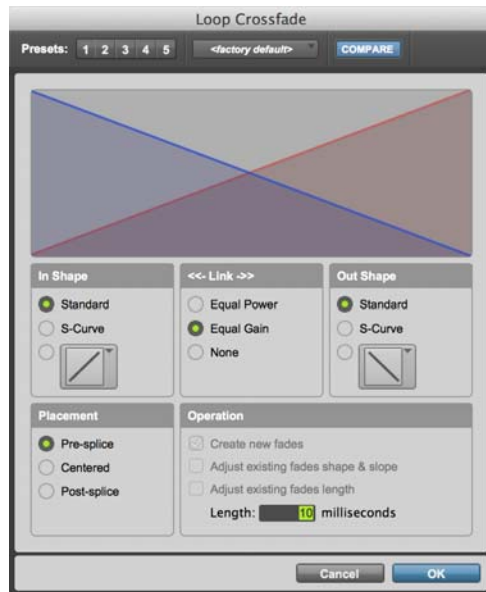 Loop Crossfade
Presets: 1 2 3 4 5 <factory default> COMPARE
In Shape
Standard
S-Curve
<<- Link ->>
Equal Power
Equal Gain
None
Out Shape
Standard
S-Curve
Placement
Pre-splice
Centered
Post-splice
Operation
Create new fades
Adjust existing fades shape & slope
Adjust existing fades length
Length: 10 milliseconds
Cancel OK